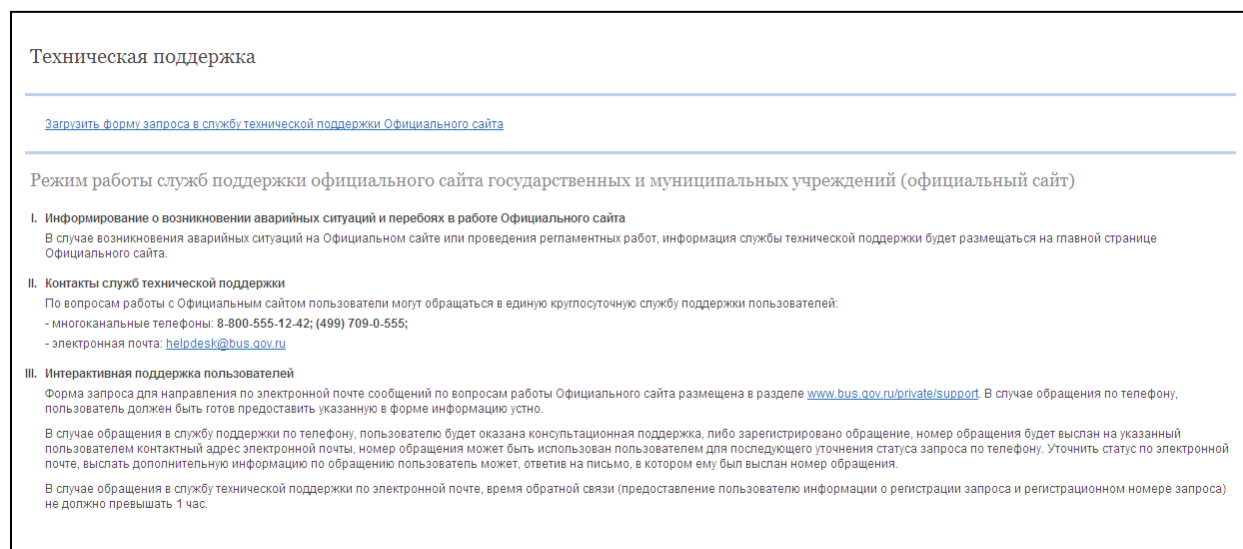 Техническая поддержка
Загрузить форму запроса в службу технической поддержки Официального сайта
Режим работы служб поддержки официального сайта государственных и муниципальных учреждений (официальный сайт)
I. Информирование о возникновении аварийных ситуаций и перебоях в работе Официального сайта
В случае возникновения аварийных ситуаций на Официальном сайте или проведения регламентных работ, информация службы технической поддержки будет размещаться на главной странице
Официального сайта.
II. Контакты служб технической поддержки
По вопросам работы с Официальным сайтом пользователи могут обращаться в единую круглосуточную службу поддержки пользователей:
- многоканальные телефоны: 8-800-555-12-42; (499) 709-0-555;
- электронная почта: helpdesk@bus.gov.ru
III. Интерактивная поддержка пользователей
Форма запроса для направления по электронной почте сообщений по вопросам работы Официального сайта размещена в разделе www.bus.gov.ru/private/support. В случае обращения по телефону,
пользователь должен быть готов предоставить указанную в форме информацию устно.
В случае обращения в службу поддержки по телефону, пользователю будет оказана консультационная поддержка, либо зарегистрировано обращение, номер обращения будет выслан на указанный
пользователем контактный адрес электронной почты, номер обращения может быть использован пользователем для последующего уточнения статуса запроса по телефону. Уточнить статус по электронной
почте, выслать дополнительную информацию по обращению пользователь может, ответив на письмо, в котором ему был выслан номер обращения.
В случае обращения в службу технической поддержки по электронной почте, время обратной связи (предоставление пользователю информации о регистрации запроса и регистрационном номере запроса)
не должно превышать 1 час.